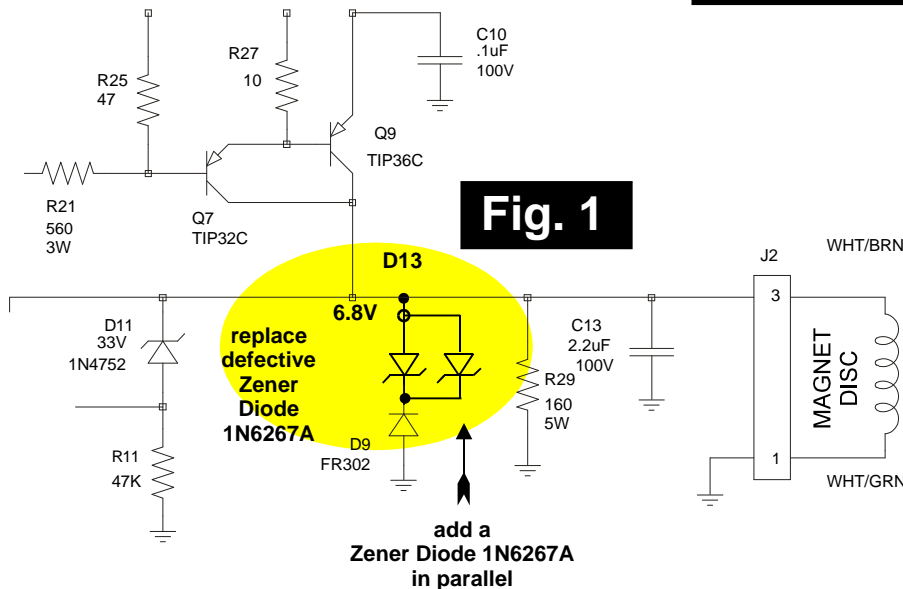 C10
.1uF
100V
R27
10
R25
47
Q9
TIP36C
R21
560
3W
Q7
TIP32C
Fig. 1
WHT/BRN
J2
D13
6.8V
3
D11
33V
1N4752
replace
defective
Zener
Diode
1N6267A
C13
2.2uF
100V
R29
160
5W
MAGNET
DISC
D9
FR302
R11
47K
1
WHT/GRN
add a
Zener Diode 1N6267A
in parallel